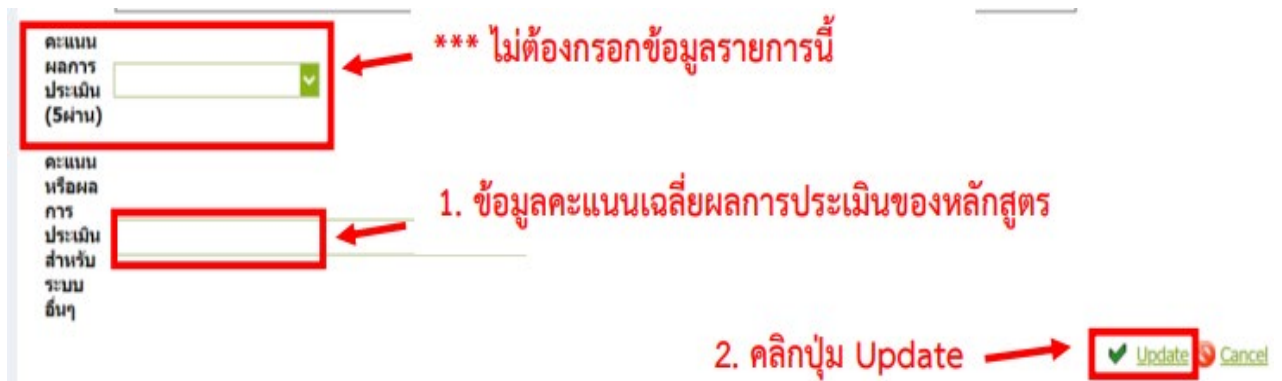 คะแนน
ผลการ
ประเมิน
(5ผ่าน)
*** ไม่ต้องกรอกข้อมูลรายการนี้
คะแนน
หรือผล
การ
ประเมิน
สำหรับ
ระบบ
อื่นๆ
1. ข้อมูลคะแนนเฉลี่ยผลการประเมินของหลักสูตร
2. คลิกปุ่ม Update
Update Cancel